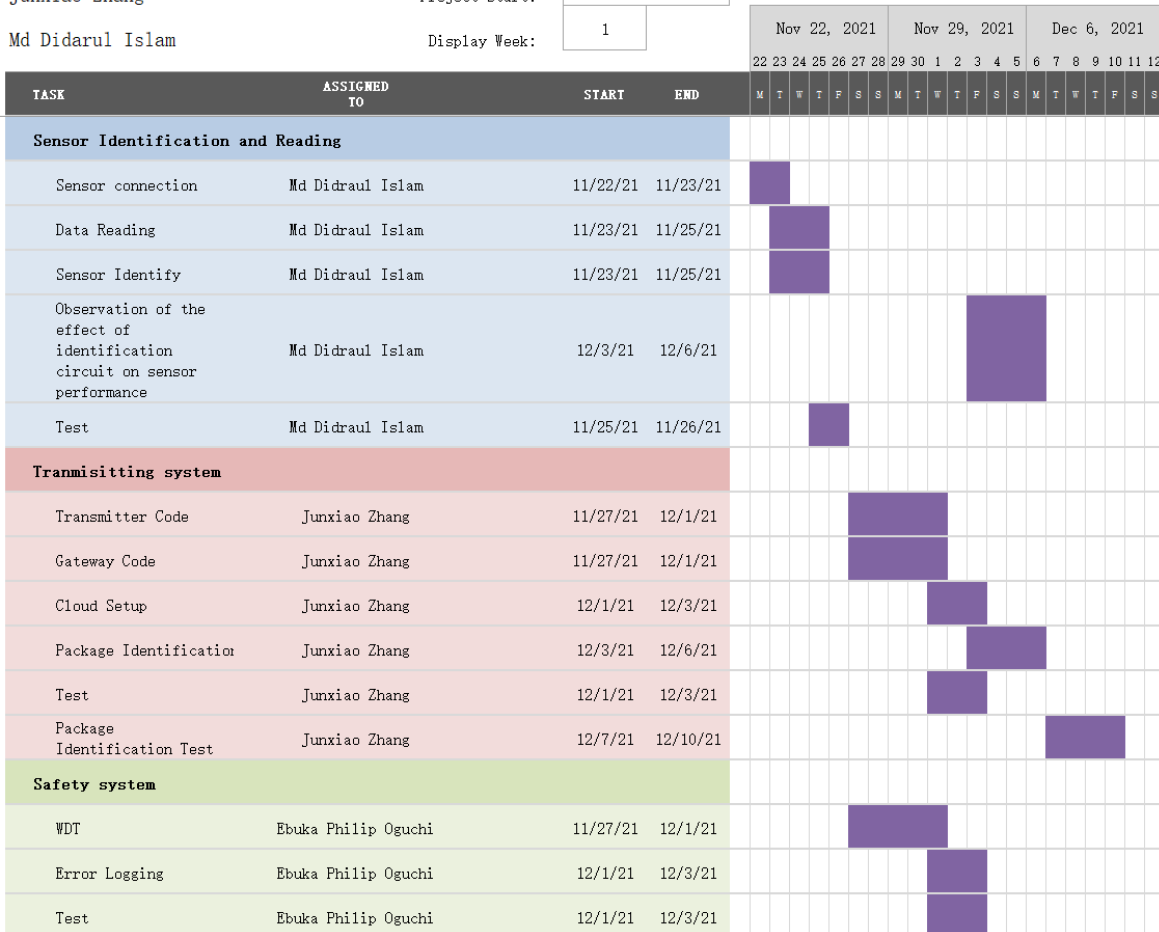 Junxiao Zhang Project Start:
Md Didarul Islam Display Week: 1
Nov 22, 2021 Nov 29, 2021 Dec 6, 2021
22 23 24 25 26 27 28 29 30 1 2 3 4 5 6 7 8 9 10 11 12
TASK ASSIGNED TO START END M T W T F S S M T W T F S S M T W T F S S
Sensor Identification and Reading
Sensor connection Md Didraul Islam 11/22/21 11/23/21
Data Reading Md Didraul Islam 11/23/21 11/25/21
Sensor Identify Md Didraul Islam 11/23/21 11/25/21
Observation of the
effect of
identification
circuit on sensor
performance
Md Didraul Islam 12/3/21 12/6/21
Test Md Didraul Islam 11/25/21 11/26/21
Tranmisitting system
Transmitter Code Junxiao Zhang 11/27/21 12/1/21
Gateway Code Junxiao Zhang 11/27/21 12/1/21
Cloud Setup Junxiao Zhang 12/1/21 12/3/21
Package Identification Junxiao Zhang 12/3/21 12/6/21
Test Junxiao Zhang 12/1/21 12/3/21
Package
Identification Test
Junxiao Zhang 12/7/21 12/10/21
Safety system
WDT Ebuka Philip Oguchi 11/27/21 12/1/21
Error Logging Ebuka Philip Oguchi 12/1/21 12/3/21
Test Ebuka Philip Oguchi 12/1/21 12/3/21